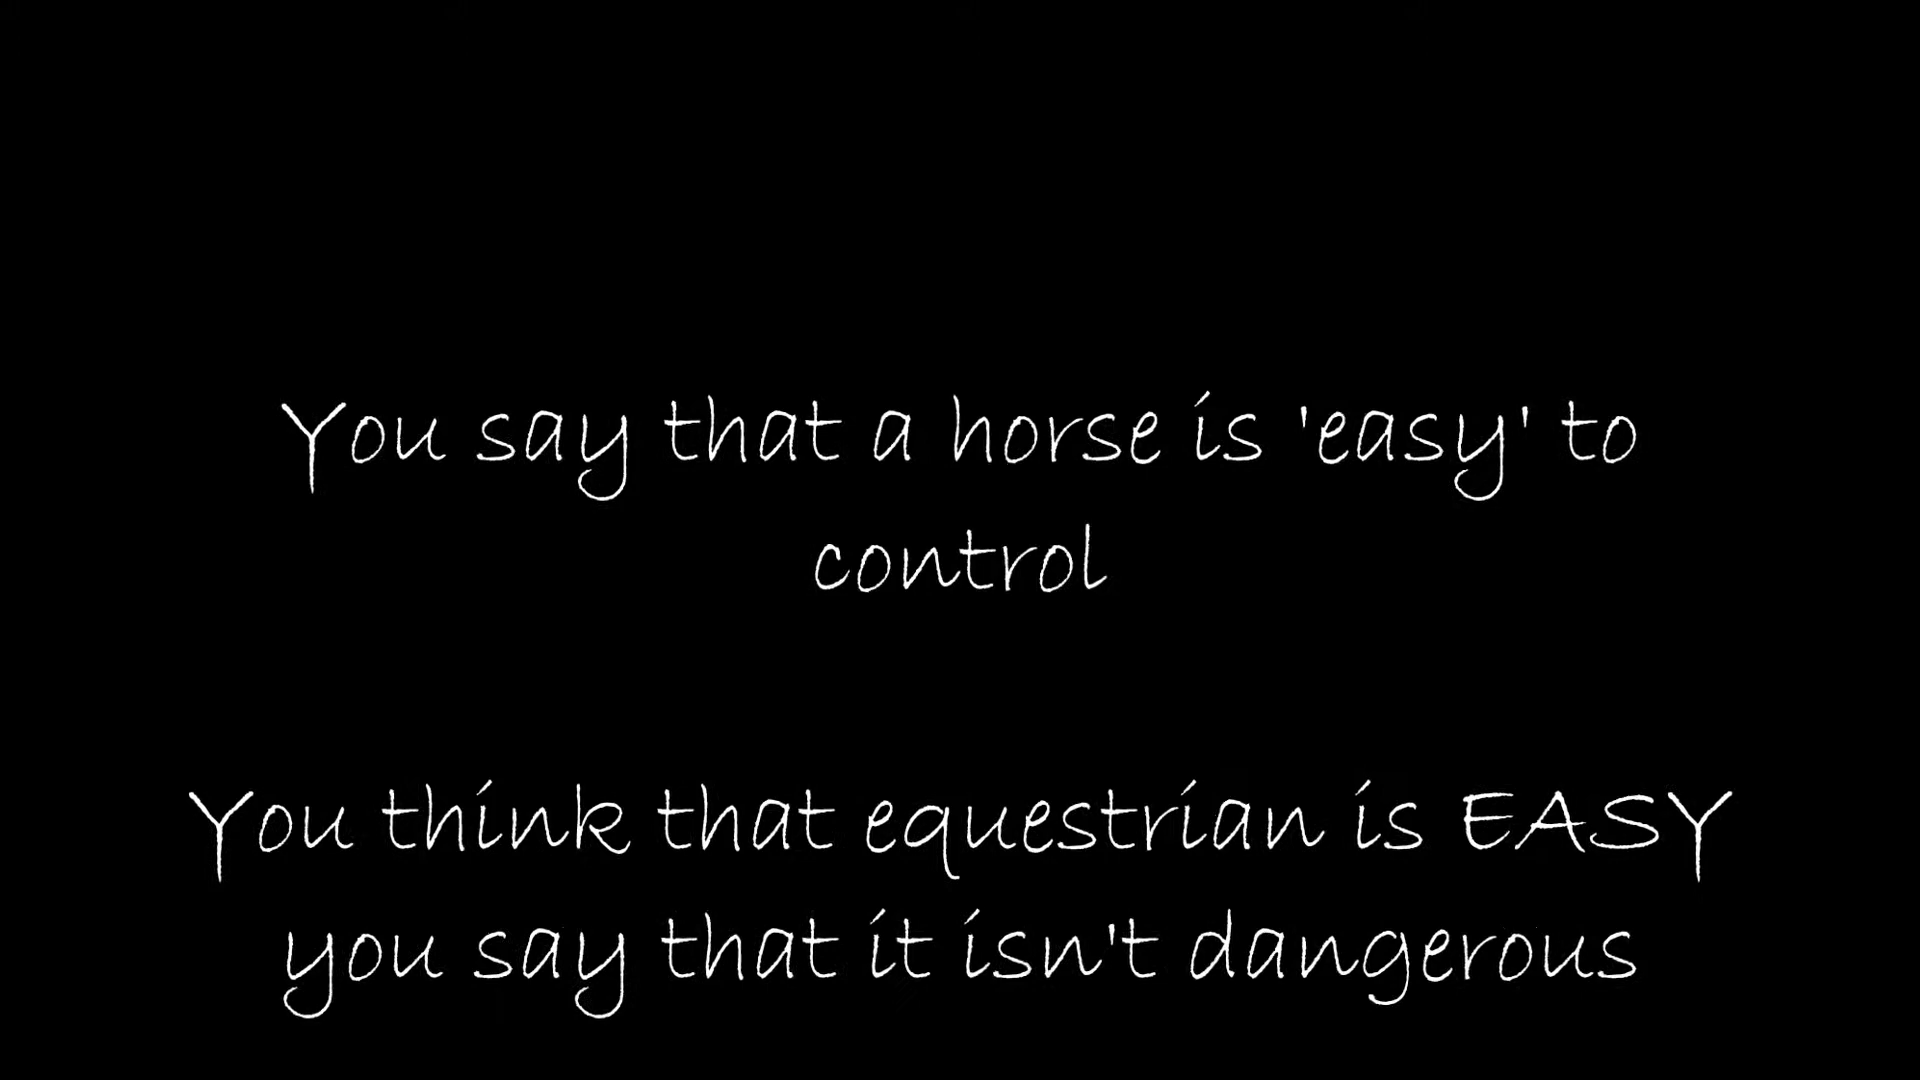 You say that a horse is 'easy' to
control
You think that equestrian is EASY
you say that it isn't dangerous